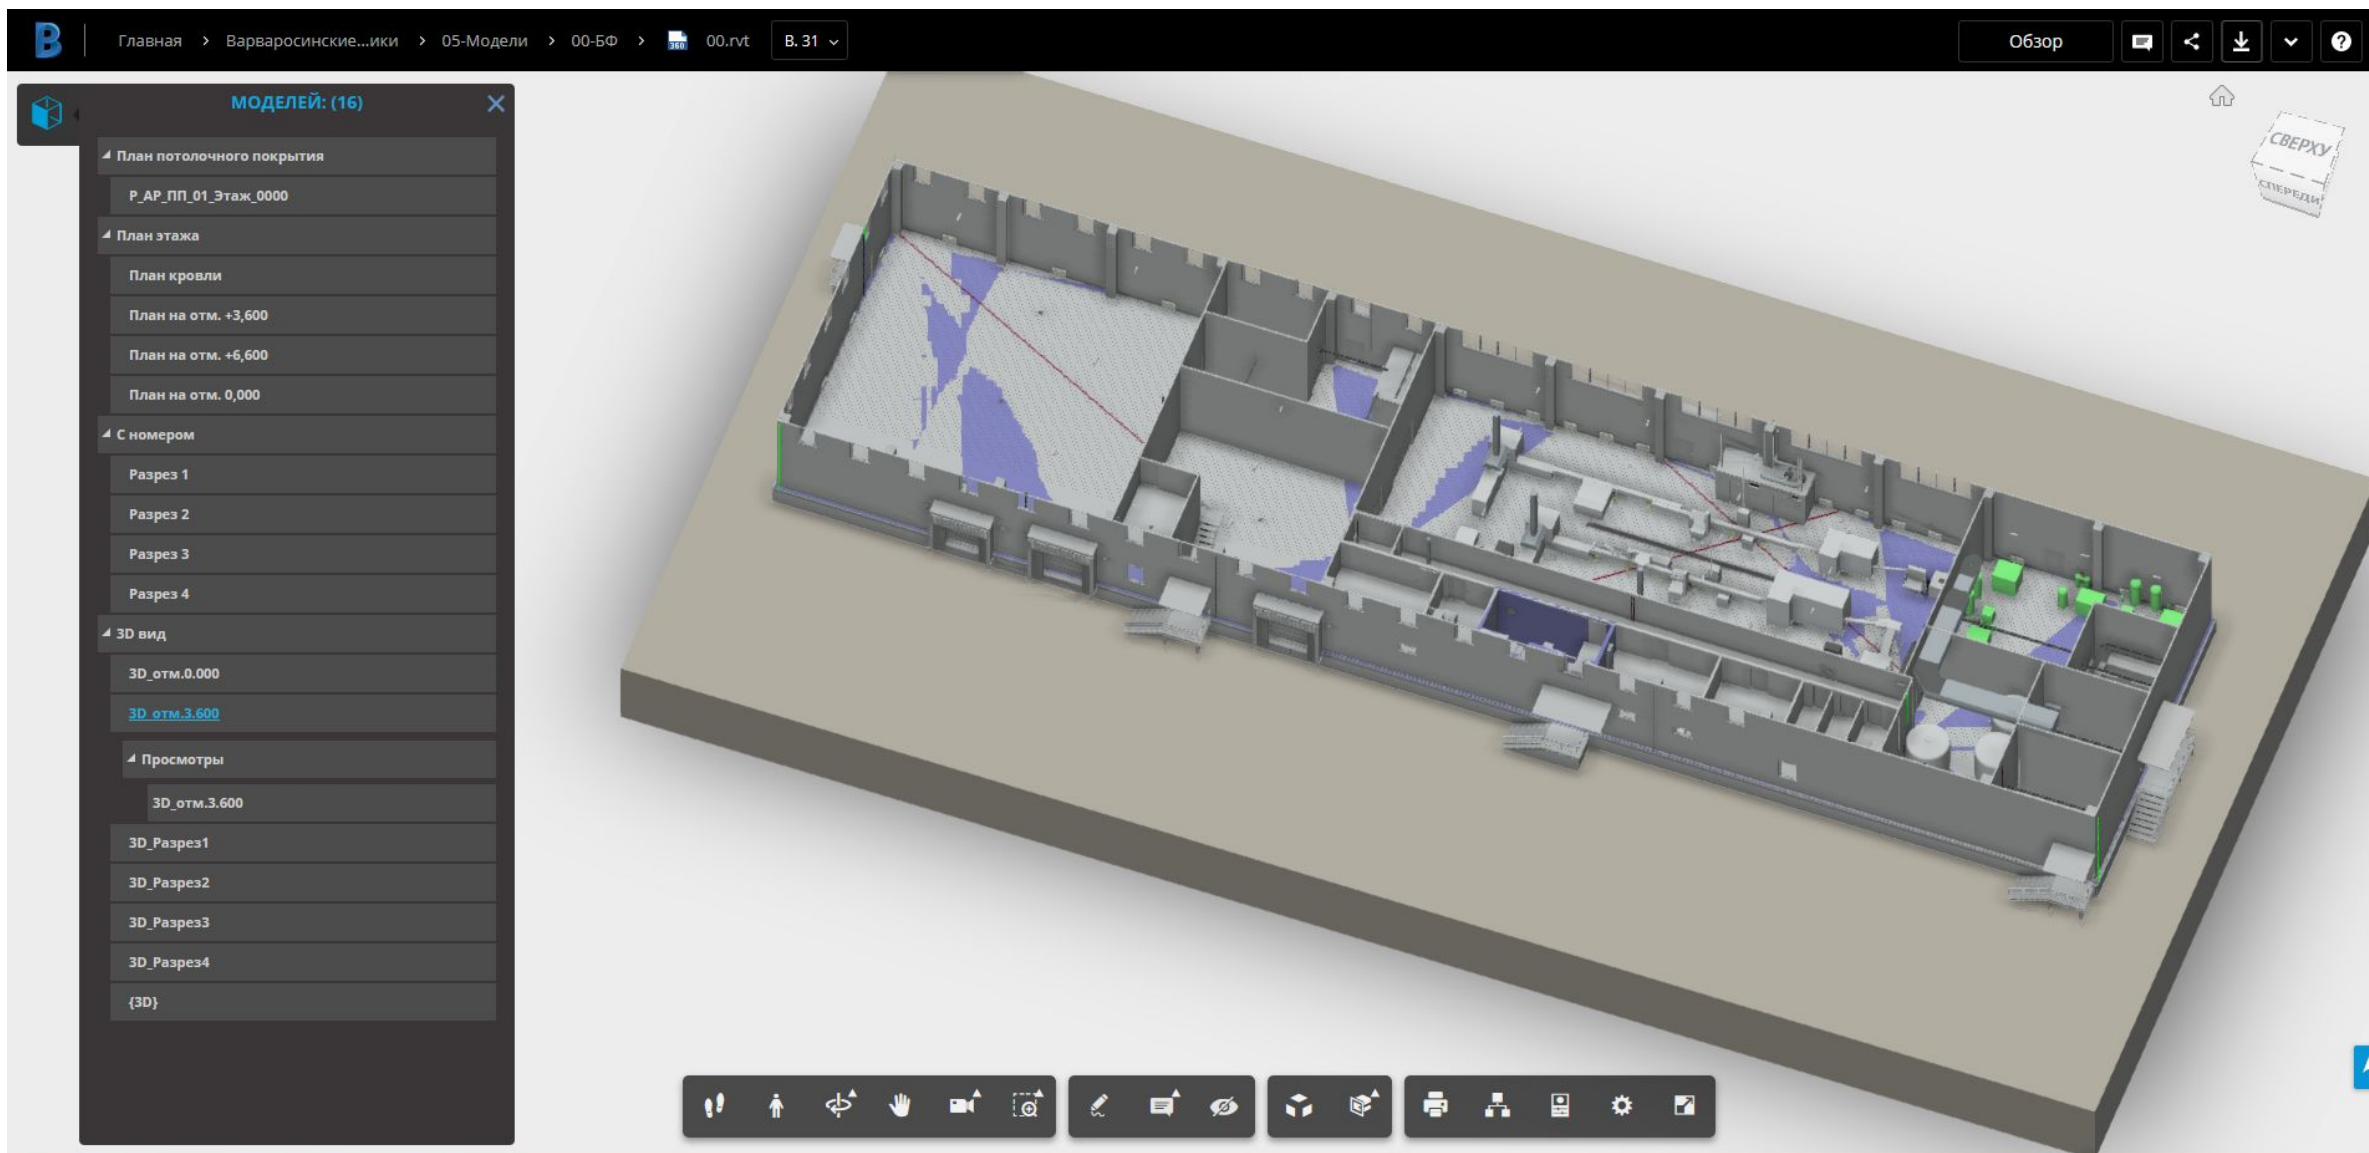 Главная > Варваросинские...ики > 05-Модели > 00-БФ > 00.rvt В. 31
Обзор
МОДЕЛЕЙ: (16)
План потолочного покрытия
Р_АР_ПП_01_Этаж_0000
План этажа
План кровли
План на отм. +3,600
План на отм. +6,600
План на отм. 0,000
С номером
Разрез 1
Разрез 2
Разрез 3
Разрез 4
3D вид
3D_отм.0.000
3D_отм.3.600
Просмотры
3D_отм.3.600
3D_Разрез1
3D_Разрез2
3D_Разрез3
3D_Разрез4
{3D}
СВЕРХУ
СПЕРЕДИ